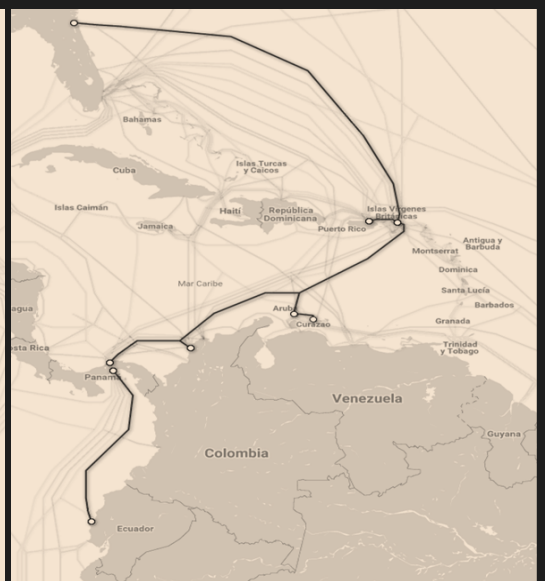 Bahamas
Cuba
Islas Turcas
y Caicos
Islas Caimán
Jamaica
Haití
República
Dominicana
Puerto Rico
Islas Vírgenes
Británicas
Antigua y
Barbuda
Montserrat
Dominica
Mar Caribe
Santa Lucía
Barbados
Aruba
Curazao
Granada
agua
sta Rica
Trinidad
y Tobago
Panamá
Venezuela
Guyana
Colombia
Ecuador